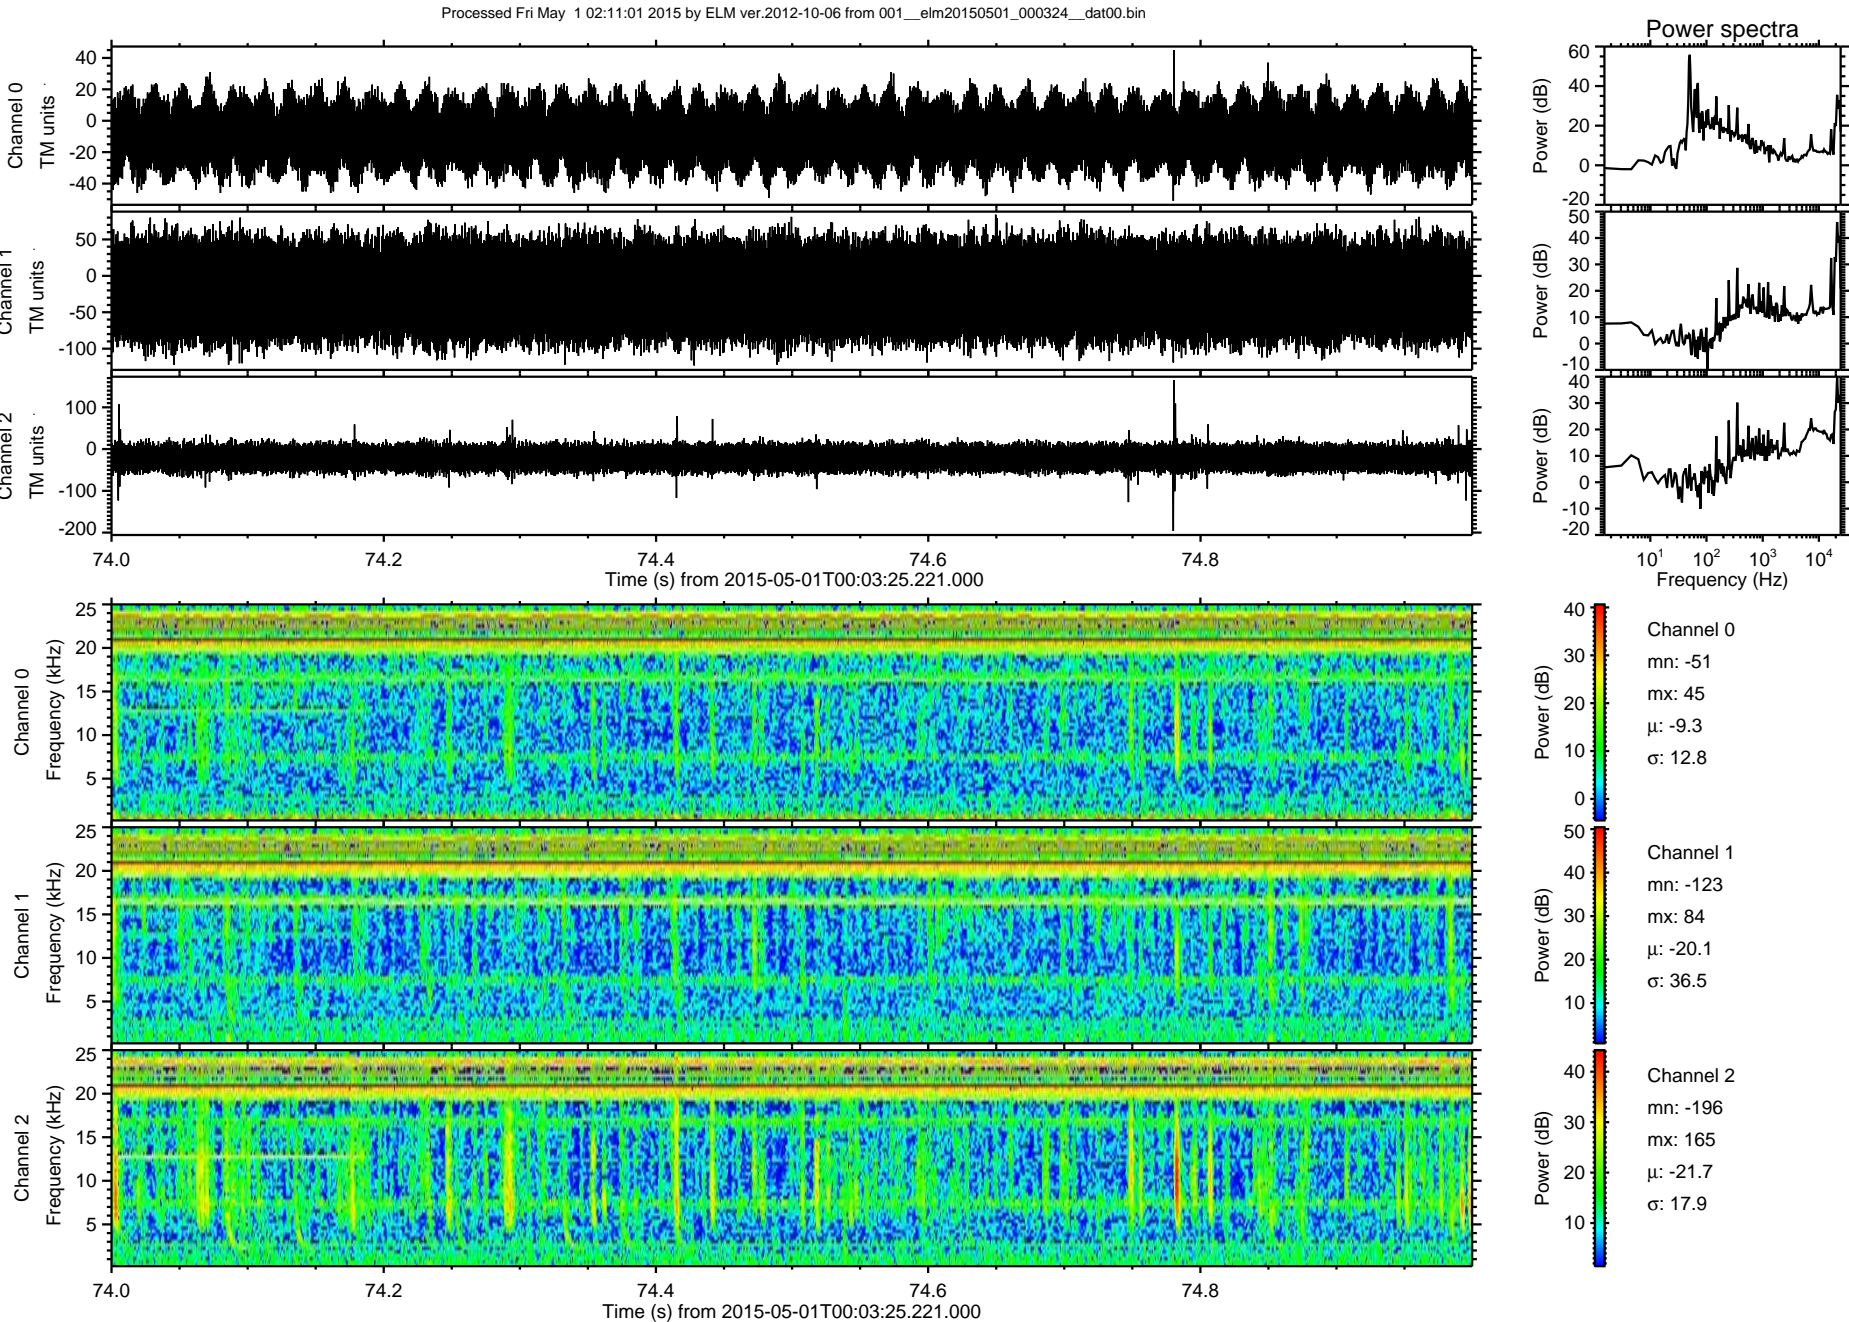 Processed Fri May  1 02:11:01 2015 by ELM ver.2012-10-06 from 001__elm20150501_000324__dat00.bin
Power spectra
Channel 0
TM units
40
20
0
-20
-40
Power (dB)
60
40
20
0
-20
Channel 1
TM units
50
0
-50
-100
Power (dB)
50
40
30
20
10
0
-10
Channel 2
TM units
100
0
-100
-200
Power (dB)
40
30
20
10
0
-10
-20
74.0 74.2 74.4 74.6 74.8
Time (s) from 2015-05-01T00:03:25.221.000
10^1 10^2 10^3 10^4
Frequency (Hz)
Channel 0
Frequency (kHz)
25
20
15
10
5
Power (dB)
40
30
20
10
0
Channel 0
mn: -51
mx: 45
μ: -9.3
σ: 12.8
Channel 1
Frequency (kHz)
25
20
15
10
5
Power (dB)
50
40
30
20
10
Channel 1
mn: -123
mx: 84
μ: -20.1
σ: 36.5
Channel 2
Frequency (kHz)
25
20
15
10
5
Power (dB)
40
30
20
10
Channel 2
mn: -196
mx: 165
μ: -21.7
σ: 17.9
74.0 74.2 74.4 74.6 74.8
Time (s) from 2015-05-01T00:03:25.221.000